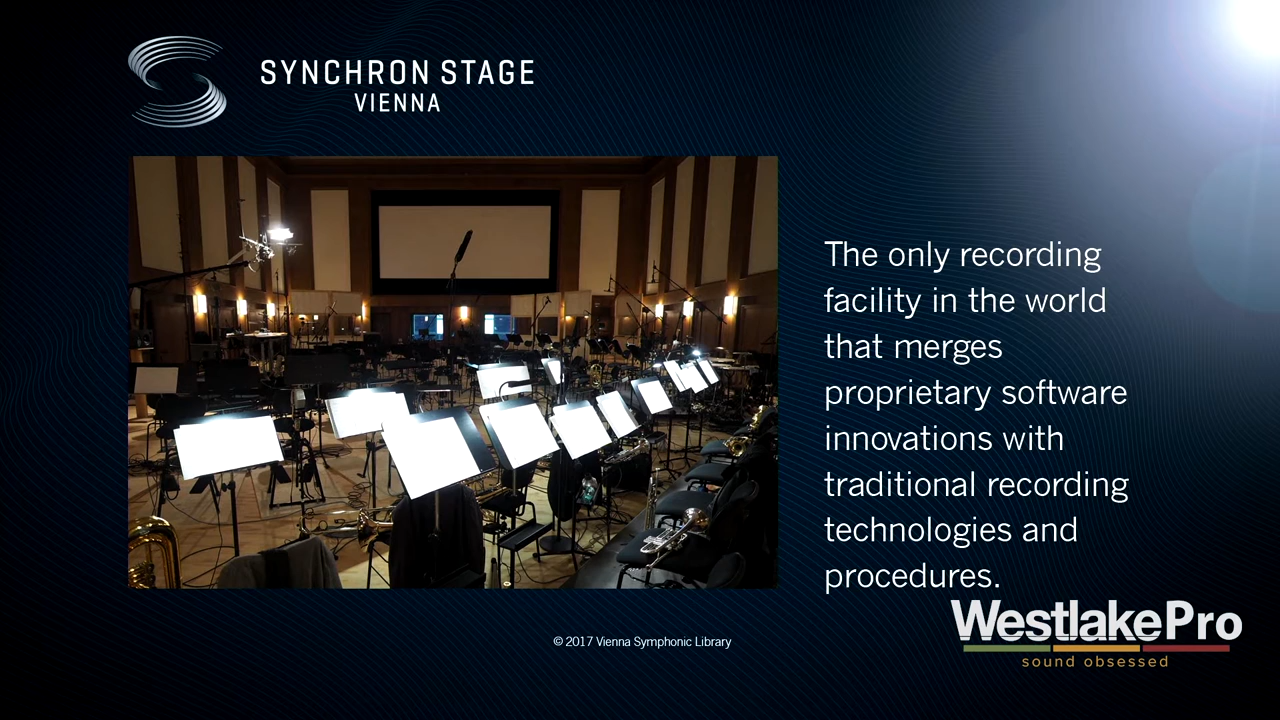 SYNCHRON STAGE
VIENNA
The only recording
facility in the world
that merges
proprietary software
innovations with
traditional recording
technologies and
procedures.
© 2017 Vienna Symphonic Library
WestlakePro
sound obsessed